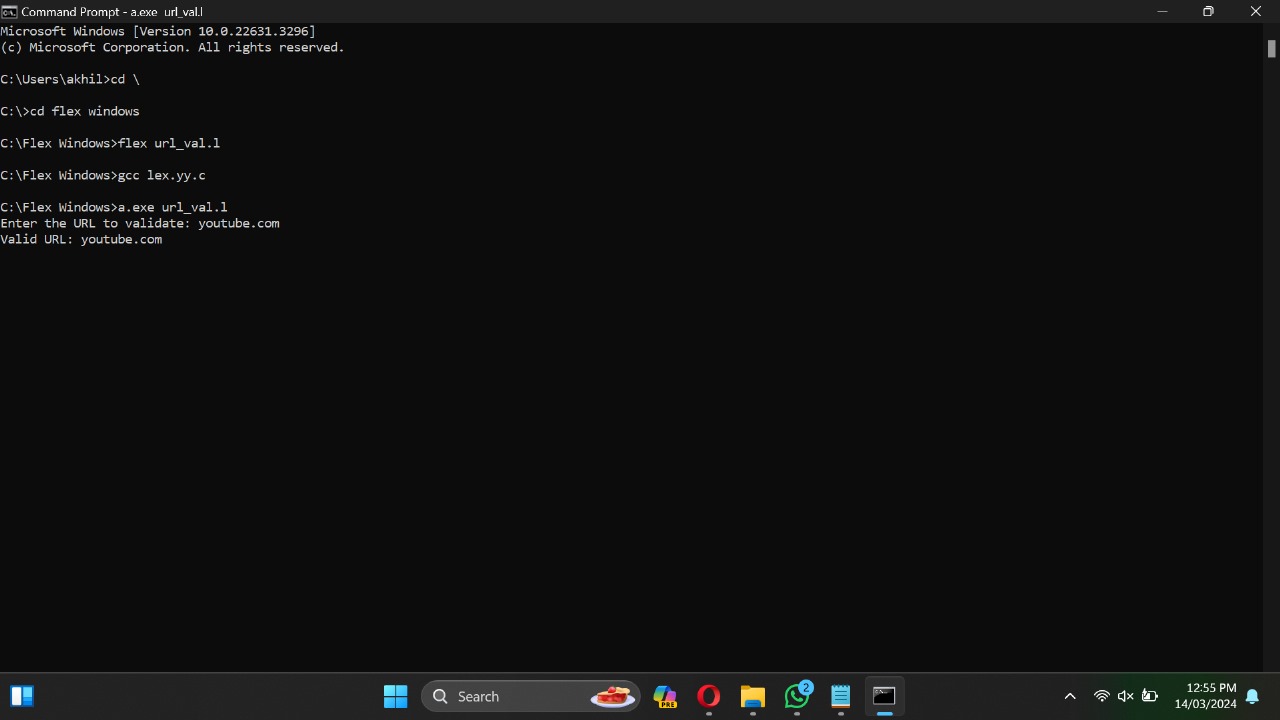 Command Prompt - a.exe url_val.l
Microsoft Windows [Version 10.0.22631.3296]
(c) Microsoft Corporation. All rights reserved.
C:\Users\akhil>cd \
C:\>cd flex windows
C:\Flex Windows>flex url_val.l
C:\Flex Windows>gcc lex.yy.c
C:\Flex Windows>a.exe url_val.l
Enter the URL to validate: youtube.com
Valid URL: youtube.com
Search
PRE
2
12:55 PM
14/03/2024